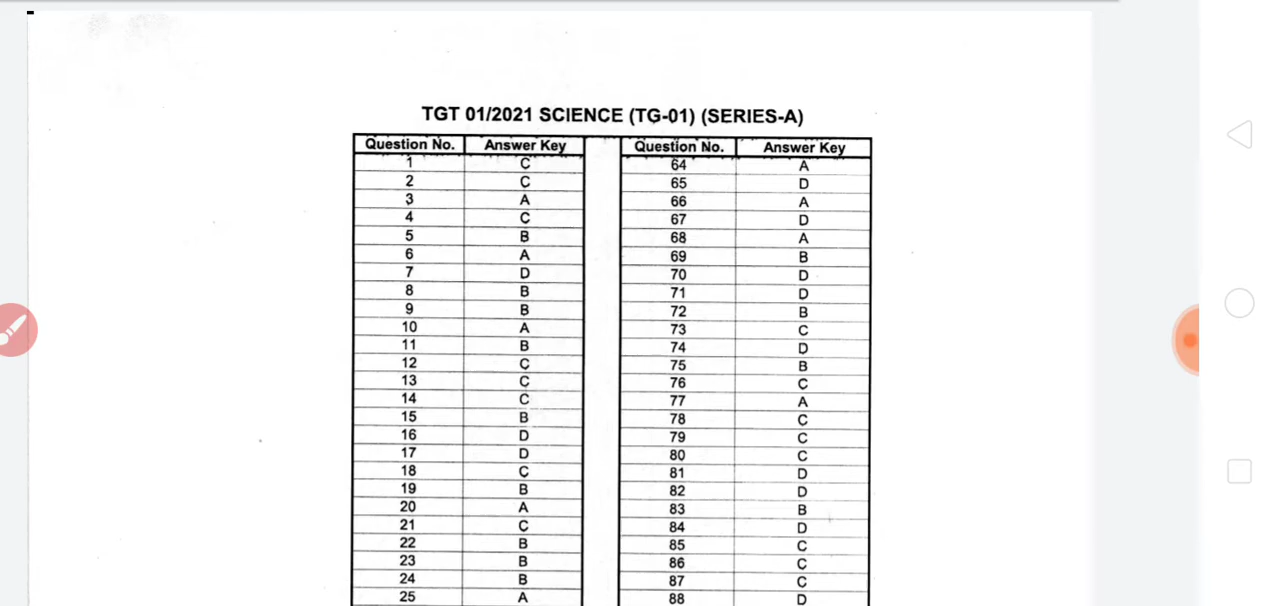 TGT 01/2021 SCIENCE (TG-01) (SERIES-A)
Question No. Answer Key Question No. Answer Key
1 C 64 A
2 C 65 D
3 A 66 A
4 C 67 D
5 B 68 A
6 A 69 B
7 D 70 D
8 B 71 D
9 B 72 B
10 A 73 C
11 B 74 D
12 C 75 B
13 C 76 C
14 C 77 A
15 B 78 C
16 D 79 C
17 D 80 C
18 C 81 D
19 B 82 D
20 A 83 B
21 C 84 D
22 B 85 C
23 B 86 C
24 B 87 C
25 A 88 D